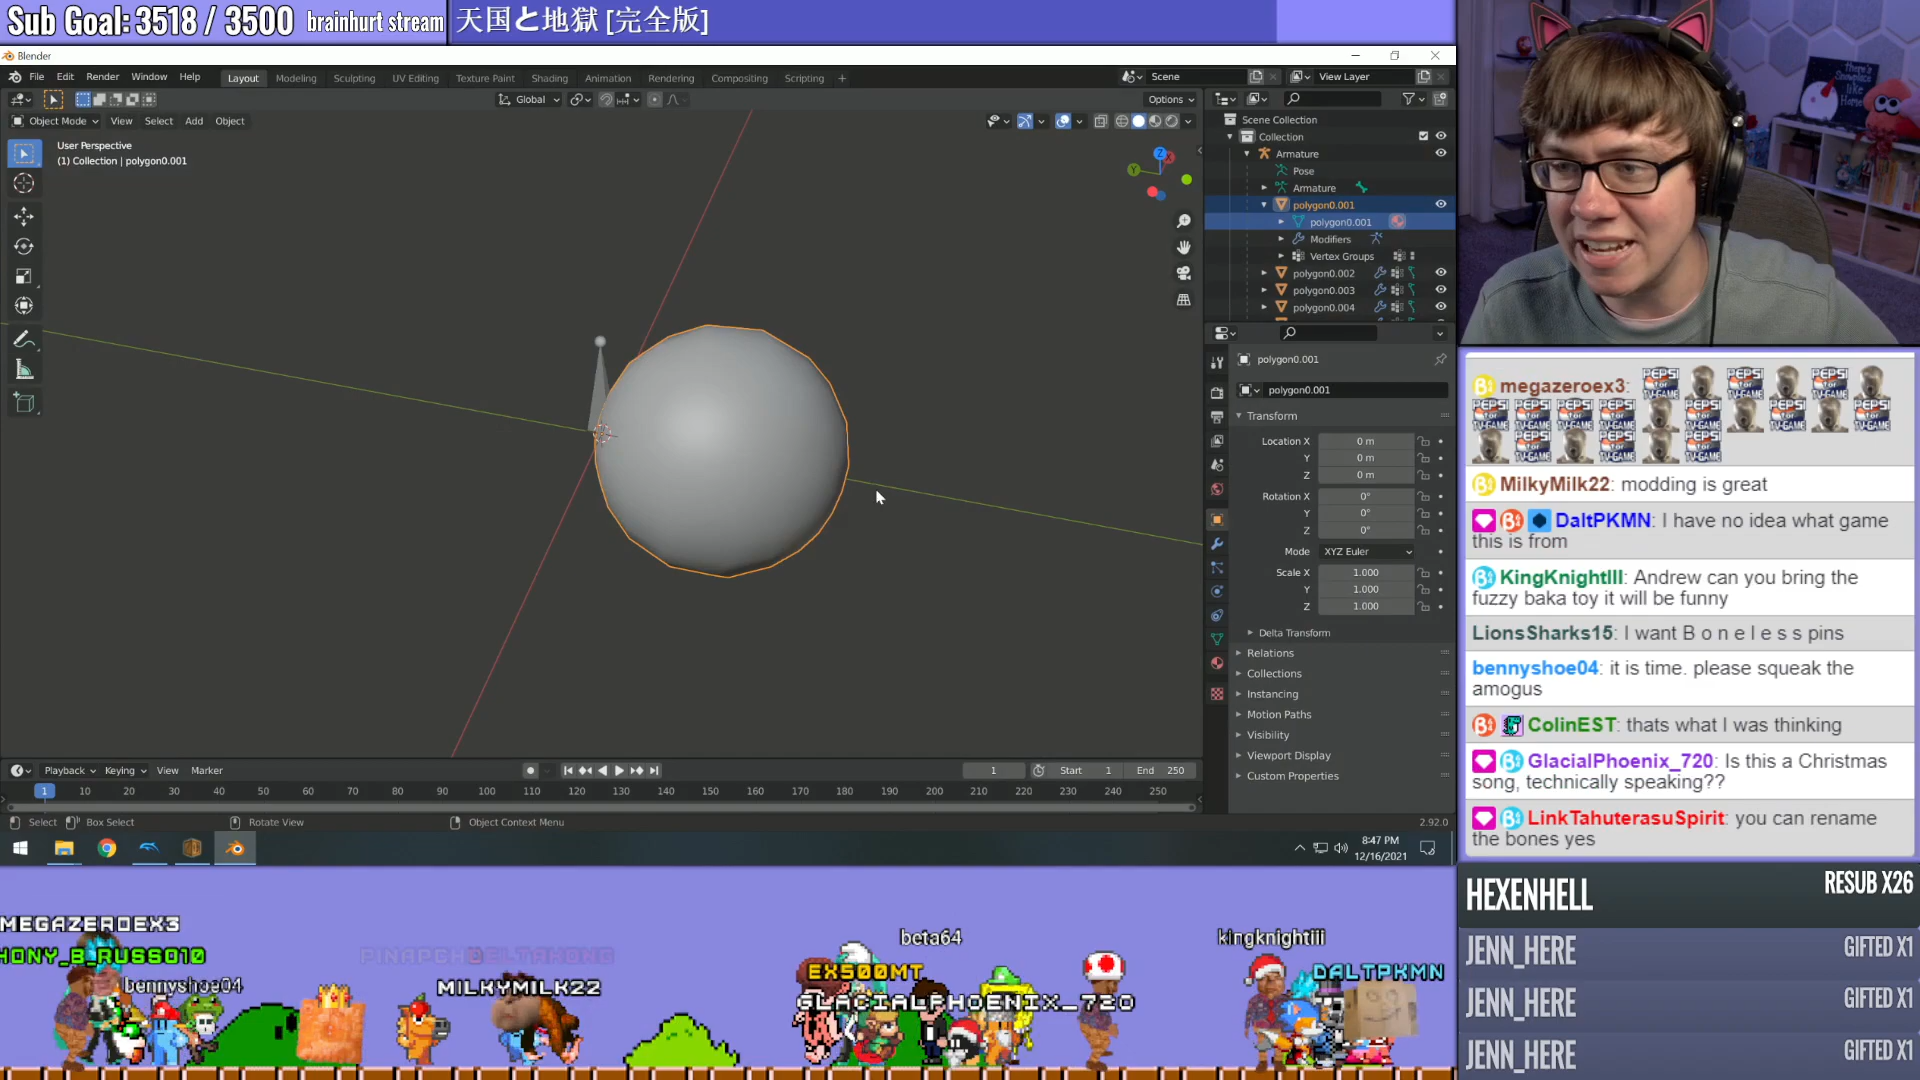 Sub Goal: 3518 / 3500 brainhurt stream 天国と地獄 [完全版]
Blender
File Edit Render Window Help Layout Modeling Sculpting UV Editing Texture Paint Shading Animation Rendering Compositing Scripting + Scene View Layer
Global Options
Object Mode View Select Add Object
User Perspective
(1) Collection | polygon0.001
Z
Y
Scene Collection
Collection
Armature
Pose
Armature
polygon0.001
polygon0.001
Modifiers
Vertex Groups
polygon0.002
polygon0.003
polygon0.004
polygon0.001
polygon0.001
Transform
Location X 0 m
Y 0 m
Z 0 m
Rotation X 0°
Y 0°
Z 0°
Mode XYZ Euler
Scale X 1.000
Y 1.000
Z 1.000
Delta Transform
Relations
Collections
Instancing
Motion Paths
Visibility
Viewport Display
Custom Properties
Playback Keying View Marker 1 Start 1 End 250
1 10 20 30 40 50 60 70 80 90 100 110 120 130 140 150 160 170 180 190 200 210 220 230 240 250
Select Box Select Rotate View Object Context Menu 2.92.0
8:47 PM
12/16/2021
megazeroex3:
MilkyMilk22: modding is great
DaltPKMN: I have no idea what game
this is from
KingKnightIII: Andrew can you bring the
fuzzy baka toy it will be funny
LionsSharks15: I want B o n e l e s s pins
bennyshoe04: it is time. please squeak the
amogus
ColinEST: thats what I was thinking
GlacialPhoenix_720: Is this a Christmas
song, technically speaking??
LinkTahuterasuSpirit: you can rename
the bones yes
HEXENHELL RESUB X26
JENN_HERE GIFTED X1
JENN_HERE GIFTED X1
JENN_HERE GIFTED X1
MEGAZEROEX3
HONY_B_RUSSO10
bennyshoe04
MILKYMILK22
beta64
EX500MT
GLACIALPHOENIX_720
kingknightiii
DALTPKMN